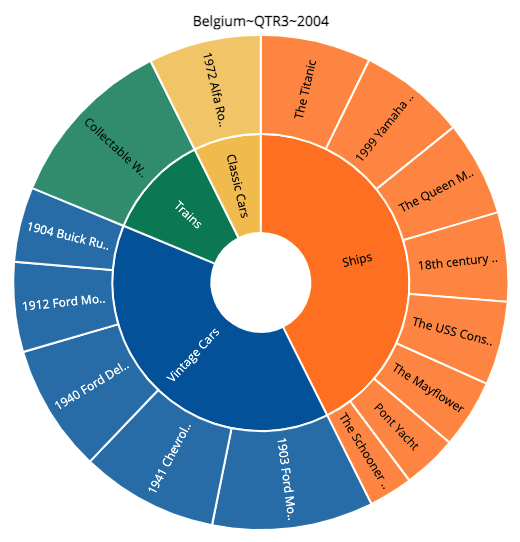 Belgium~QTR3~2004
The Titanic
1999 Yamaha ..
The Queen M..
18th century ..
The USS Cons..
The Mayflower
Pont Yacht
The Schooner ..
1903 Ford Mo..
1941 Chevrol..
1940 Ford Del..
1912 Ford Mo..
1904 Buick Ru..
Collectable W..
1972 Alfa Ro..
Ships
Vintage Cars
Trains
Classic Cars